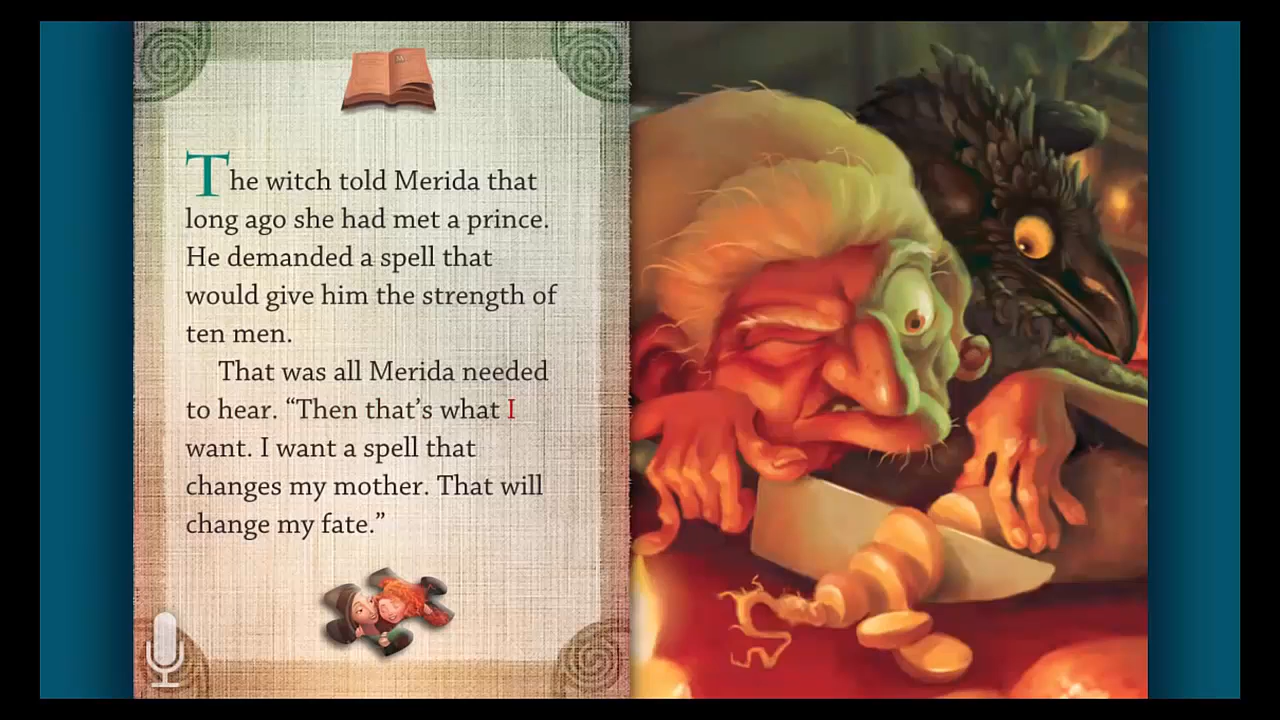 The witch told Merida that
long ago she had met a prince.
He demanded a spell that
would give him the strength of
ten men.
That was all Merida needed
to hear. “Then that’s what I
want. I want a spell that
changes my mother. That will
change my fate.”